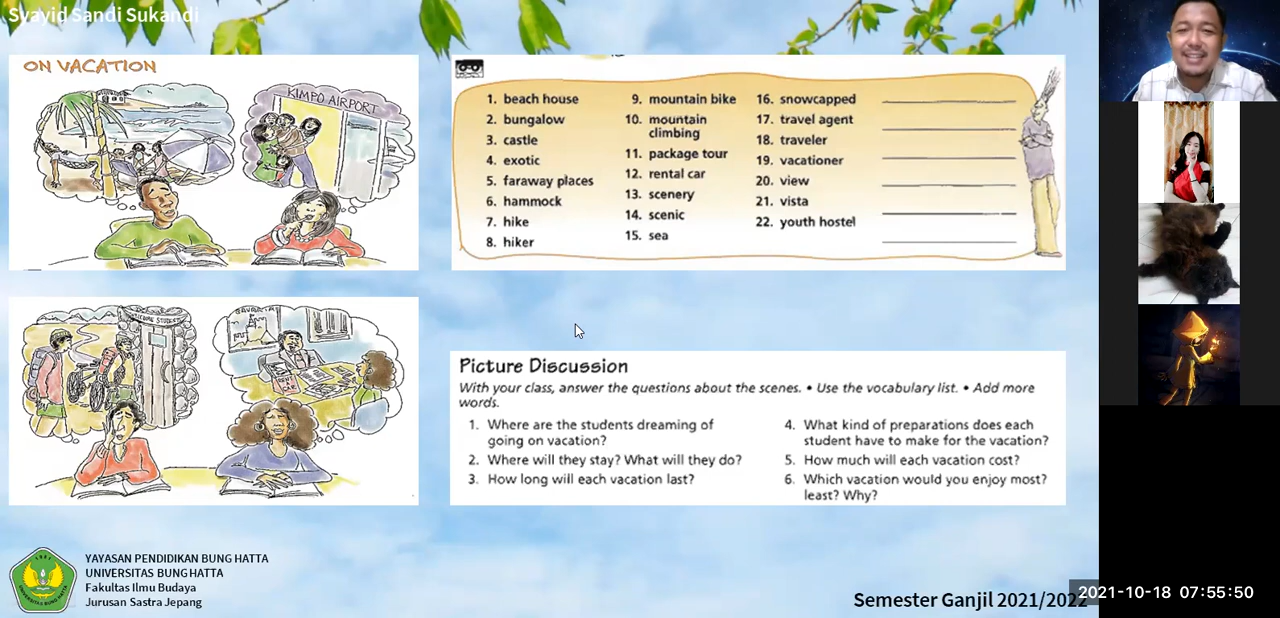 Syayid Sandi Sukandi
ON VACATION
KIMPO AIRPORT
1. beach house
2. bungalow
3. castle
4. exotic
5. faraway places
6. hammock
7. hike
8. hiker
9. mountain bike
10. mountain
climbing
11. package tour
12. rental car
13. scenery
14. scenic
15. sea
16. snowcapped
17. travel agent
18. traveler
19. vacationer
20. view
21. vista
22. youth hostel
Picture Discussion
With your class, answer the questions about the scenes. • Use the vocabulary list. • Add more
words.
1. Where are the students dreaming of
going on vacation?
2. Where will they stay? What will they do?
3. How long will each vacation last?
4. What kind of preparations does each
student have to make for the vacation?
5. How much will each vacation cost?
6. Which vacation would you enjoy most?
least? Why?
YAYASAN PENDIDIKAN BUNG HATTA
UNIVERSITAS BUNG HATTA
Fakultas Ilmu Budaya
Jurusan Sastra Jepang
Semester Ganjil 2021/2022
2021-10-18 07:55:50